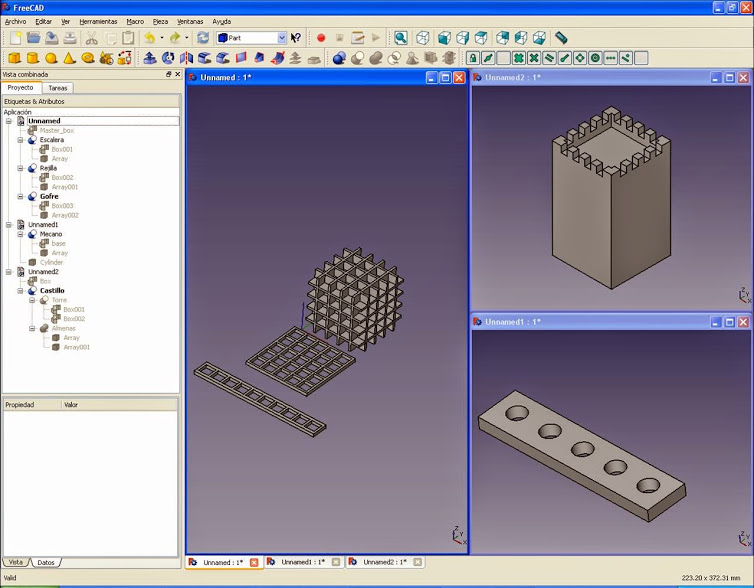 FreeCAD
Archivo Editar Ver Herramientas Macro Pieza Ventanas Ayuda
Part
Vista combinada
Proyecto Tareas
Etiquetas & Atributos
Aplicación
Unnamed
Master_box
Escalera
Box001
Array
Rejilla
Box002
Array001
Gofre
Box003
Array002
Unnamed1
Mecano
base
Array
Cylinder
Unnamed2
Box
Castillo
Torre
Box001
Box002
Almenas
Array
Array001
Propiedad Valor
Vista Datos
Unnamed : 1*
Unnamed2 : 1*
Unnamed1 : 1*
Z
Y
X
Z
Y
X
Z
Y
X
Unnamed : 1* Unnamed1 : 1* Unnamed2 : 1*
Valid
223.20 x 372.31 mm